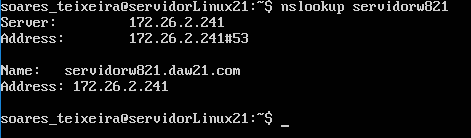 soares_teixeira@servidorLinux21:~$ nslookup servidorw821
Server:         172.26.2.241
Address:        172.26.2.241#53

Name:   servidorw821.daw21.com
Address: 172.26.2.241

soares_teixeira@servidorLinux21:~$ _